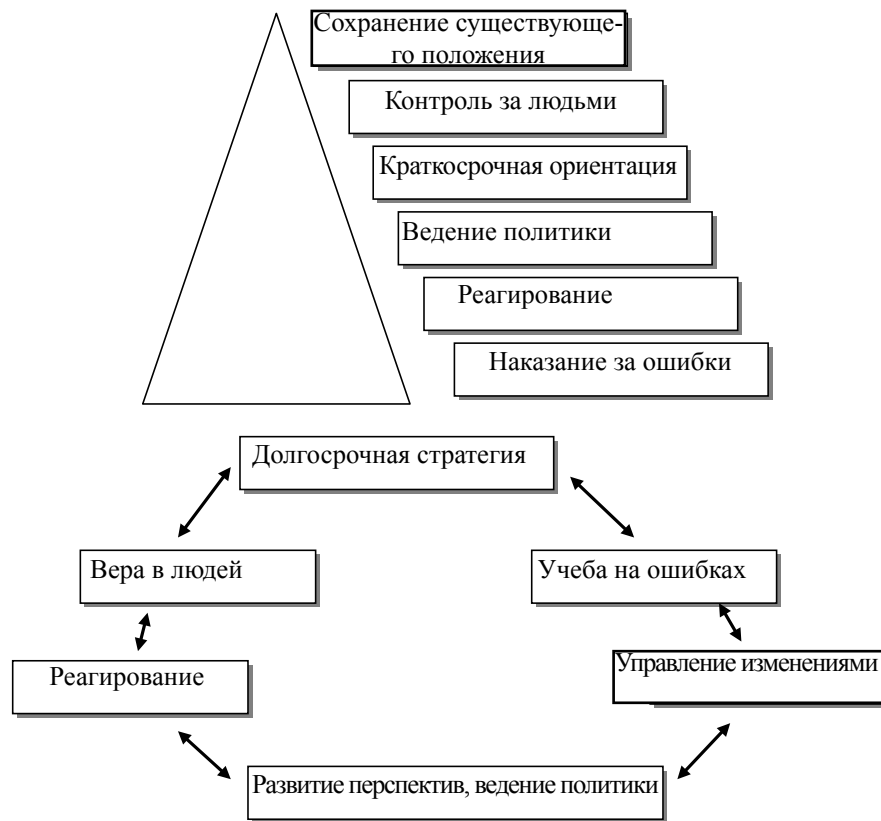 Сохранение существующе-
го положения
Контроль за людьми
Краткосрочная ориентация
Ведение политики
Реагирование
Наказание за ошибки
Долгосрочная стратегия
Вера в людей
Учеба на ошибках
Реагирование
Управление изменениями
Развитие перспектив, ведение политики